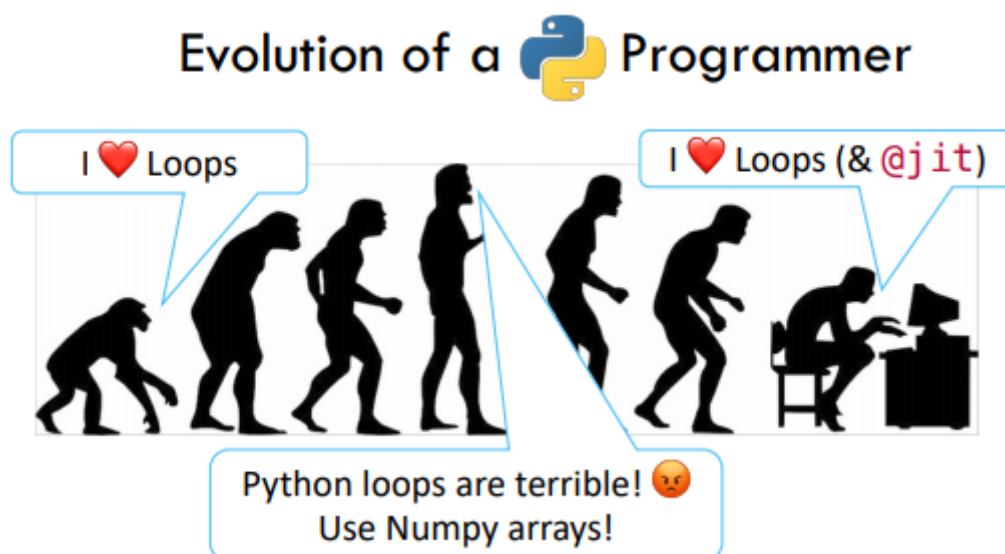 Evolution of a Programmer
I ❤️ Loops
I ❤️ Loops (& @jit)
Python loops are terrible! 😡
Use Numpy arrays!